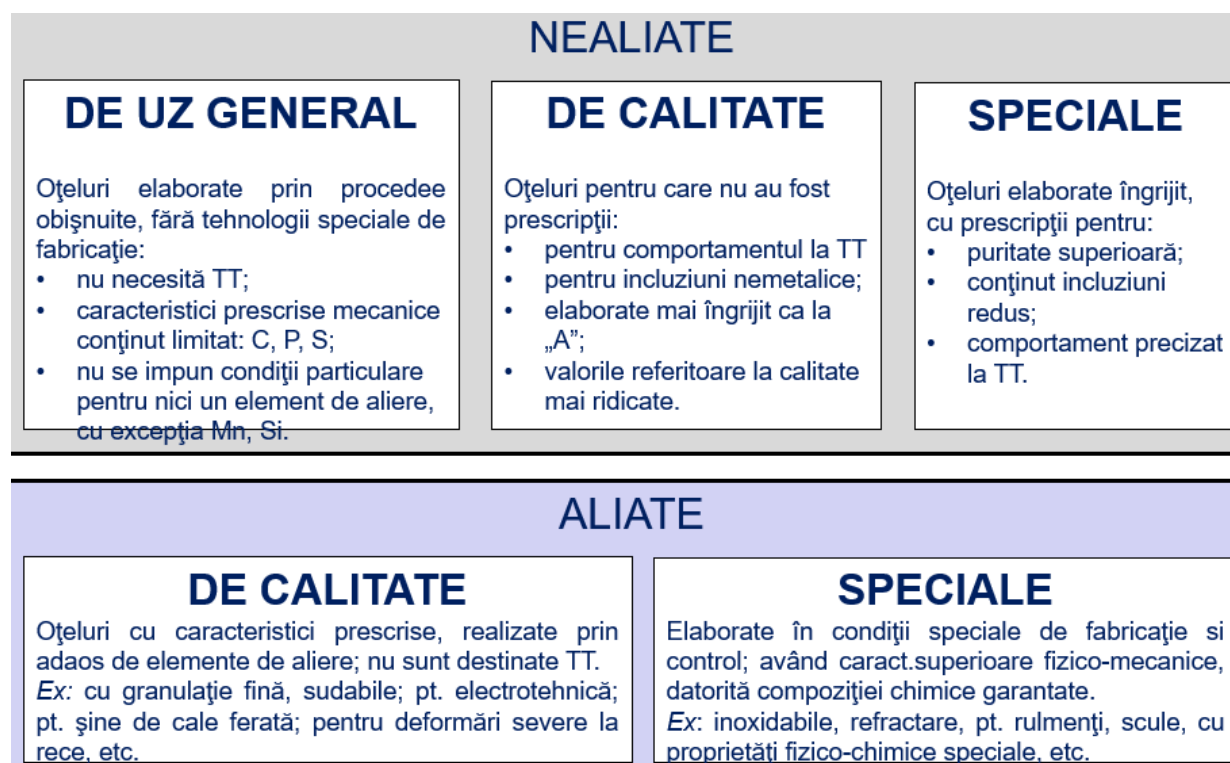 NEALIATE
DE UZ GENERAL
Oţeluri elaborate prin procedee
obişnuite, fără tehnologii speciale de
fabricaţie:
• nu necesită TT;
• caracteristici prescrise mecanice
conţinut limitat: C, P, S;
• nu se impun condiţii particulare
pentru nici un element de aliere,
cu excepţia Mn, Si.
DE CALITATE
Oţeluri pentru care nu au fost
prescripţii:
• pentru comportamentul la TT
• pentru incluziuni nemetalice;
• elaborate mai îngrijit ca la
„A”;
• valorile referitoare la calitate
mai ridicate.
SPECIALE
Oţeluri elaborate îngrijit,
cu prescripţii pentru:
• puritate superioară;
• conţinut incluziuni
redus;
• comportament precizat
la TT.
ALIATE
DE CALITATE
Oţeluri cu caracteristici prescrise, realizate prin
adaos de elemente de aliere; nu sunt destinate TT.
Ex: cu granulaţie fină, sudabile; pt. electrotehnică;
pt. şine de cale ferată; pentru deformări severe la
rece, etc.
SPECIALE
Elaborate în condiţii speciale de fabricaţie si
control; având caract.superioare fizico-mecanice,
datorită compoziţiei chimice garantate.
Ex: inoxidabile, refractare, pt. rulmenţi, scule, cu
proprietăţi fizico-chimice speciale, etc.